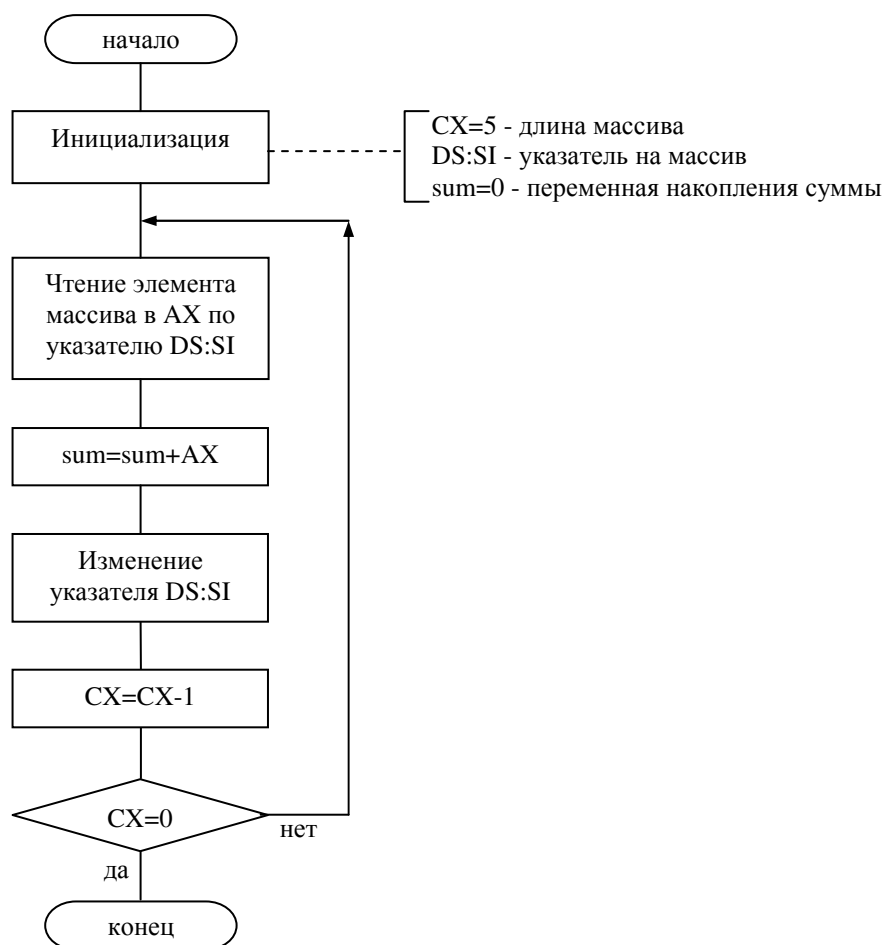 начало
Инициализация
CX=5 - длина массива
DS:SI - указатель на массив
sum=0 - переменная накопления суммы
Чтение элемента
массива в AX по
указателю DS:SI
sum=sum+AX
Изменение
указателя DS:SI
CX=CX-1
CX=0
нет
да
конец